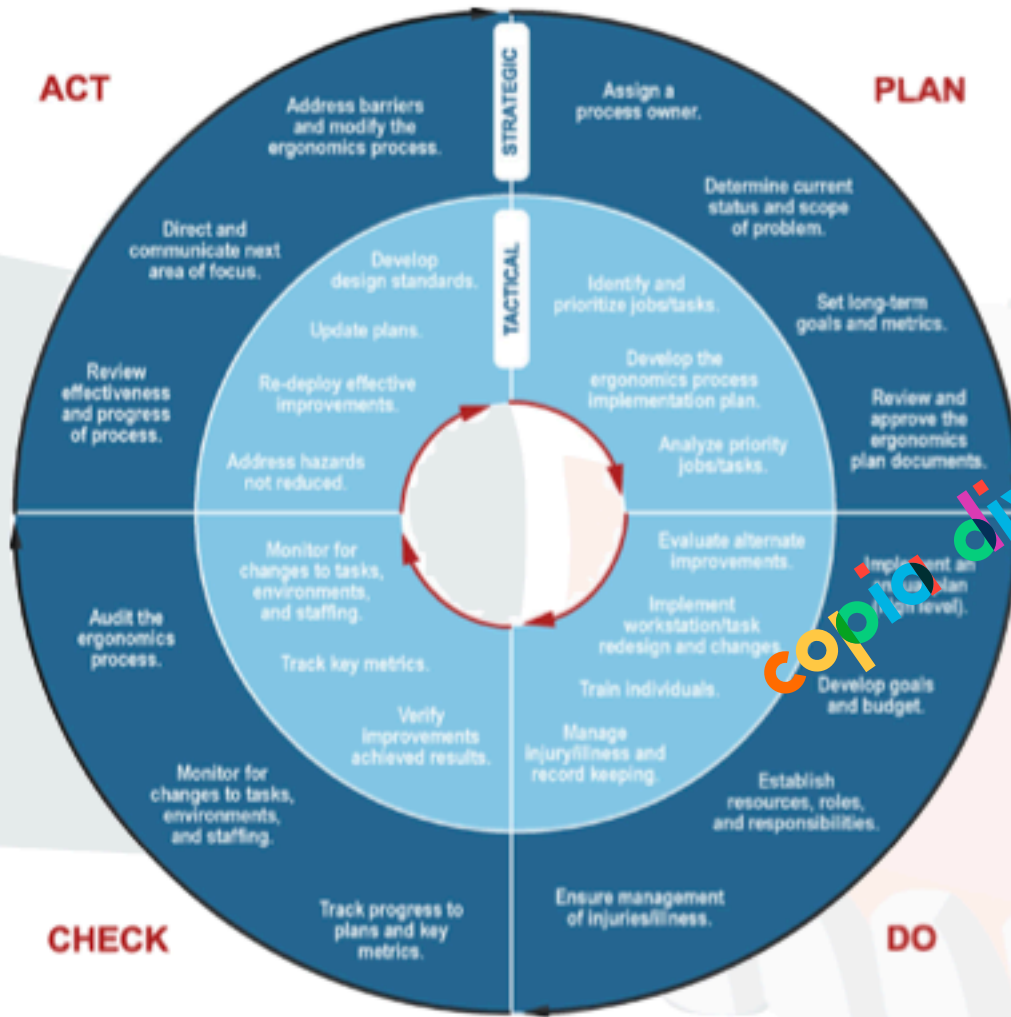 ACT
PLAN
STRATEGIC
Assign a
process owner.
Determine current
status and scope
of problem.
Set long-term
goals and metrics.
Review and
approve the
ergonomics
plan documents.
TACTICAL
Identify and
prioritize jobs/tasks.
Develop the
ergonomics process
implementation plan.
Analyze priority
jobs/tasks.
DO
Implement an
plan
level).
Develop goals
and budget.
Establish
resources, roles,
and responsibilities.
Ensure management
of injuries/illness.
Evaluate alternate
improvements.
Implement
workstation/task
redesign and changes
Train individuals.
Manage
injury/illness and
record keeping.
CHECK
Track progress to
plans and key
metrics.
Monitor for
changes to tasks,
environments,
and staffing.
Audit the
ergonomics
process.
Verify
improvements
achieved results.
Track key metrics.
Monitor for
changes to tasks,
environments,
and staffing.
Review
effectiveness
and progress
of process.
Direct and
communicate next
area of focus.
Address barriers
and modify the
ergonomics process.
Address hazards
not reduced.
Re-deploy effective
improvements.
Update plans.
Develop
design standards.
copia